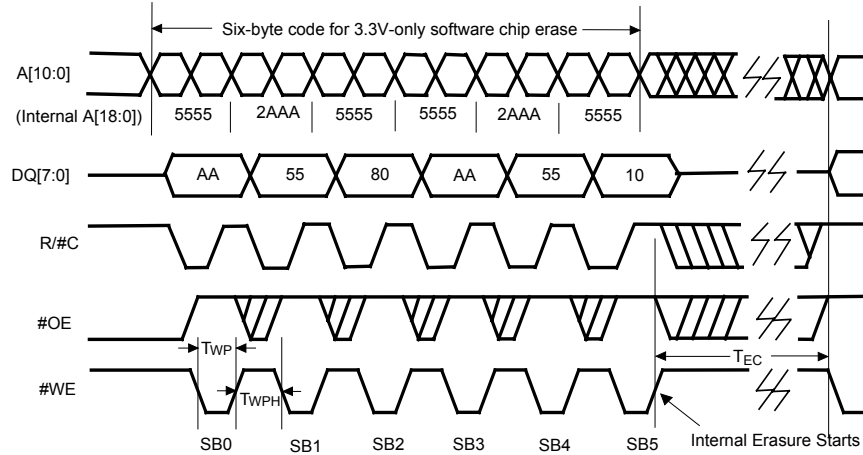 Six-byte code for 3.3V-only software chip erase
A[10:0]
(Internal A[18:0])
5555 2AAA 5555 5555 2AAA 5555
DQ[7:0]
AA 55 80 AA 55 10
R/#C
#OE
TWP
TEC
#WE
TWPH
SB0 SB1 SB2 SB3 SB4 SB5
Internal Erasure Starts